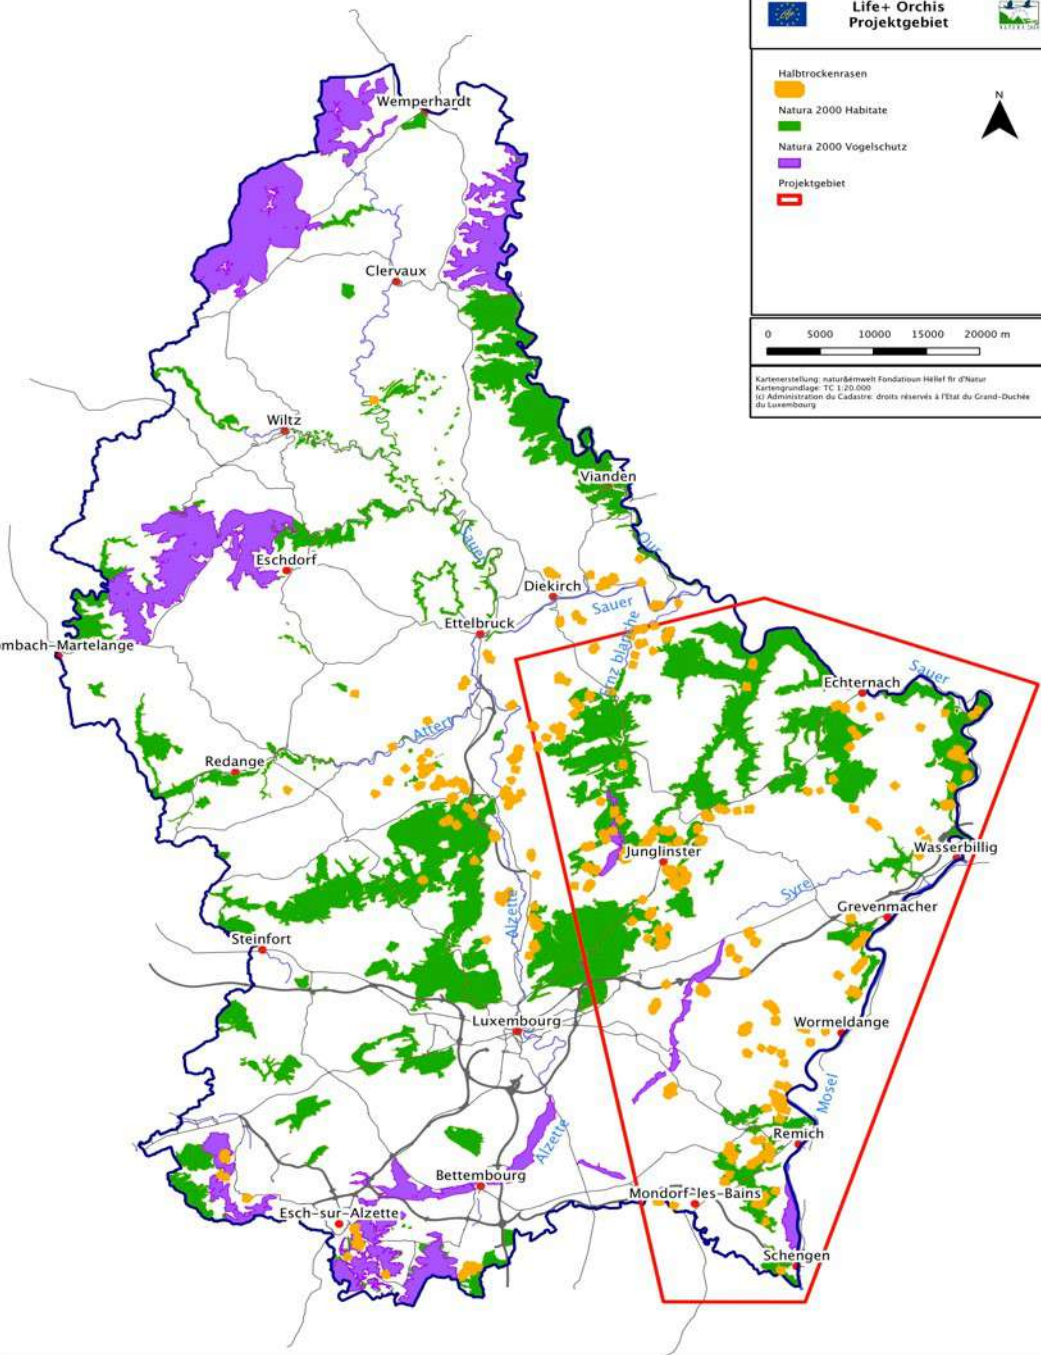 Life+ Orchis
Projektgebiet
Halbtrockenrasen
Natura 2000 Habitate
Natura 2000 Vogelschutz
Projektgebiet
N
0 5000 10000 15000 20000 m
Kartenerstellung: natur&ëmwelt Fondatioun Hëllef fir d'Natur
Kartengrundlage: TC 1:20.000
(c) Administration du Cadastre: droits réservés à l'Etat du Grand-Duchée
du Luxembourg
Wemperhardt
Clervaux
Wiltz
Vianden
Our
Sauer
Eschdorf
Diekirch
Sauer
Ettelbruck
mbach-Martelange
Ernz blanche
Sauer
Echternach
Attert
Redange
Wasserbillig
Junglinster
Syre
Grevenmacher
Alzette
Steinfort
Luxembourg
Wormeldange
Mosel
Remich
Alzette
Bettembourg
Mondorf-les-Bains
Esch-sur-Alzette
Schengen